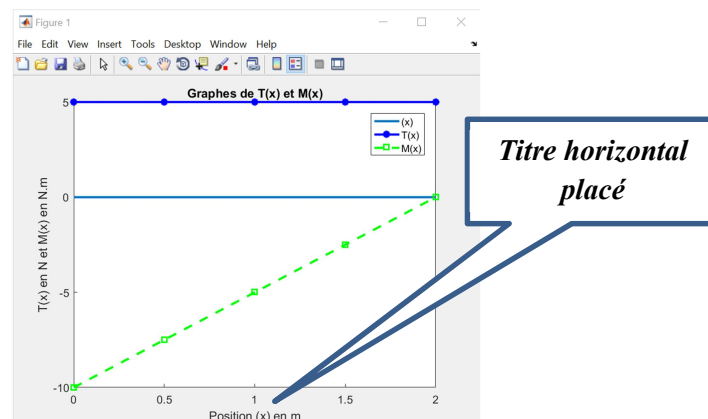 Figure 1
File Edit View Insert Tools Desktop Window Help
Graphes de T(x) et M(x)
5
0
-5
-10
0 0.5 1 1.5 2
T(x) en N et M(x) en N.m
Position (x) en m
(x)
T(x)
M(x)
Titre horizontal
placé